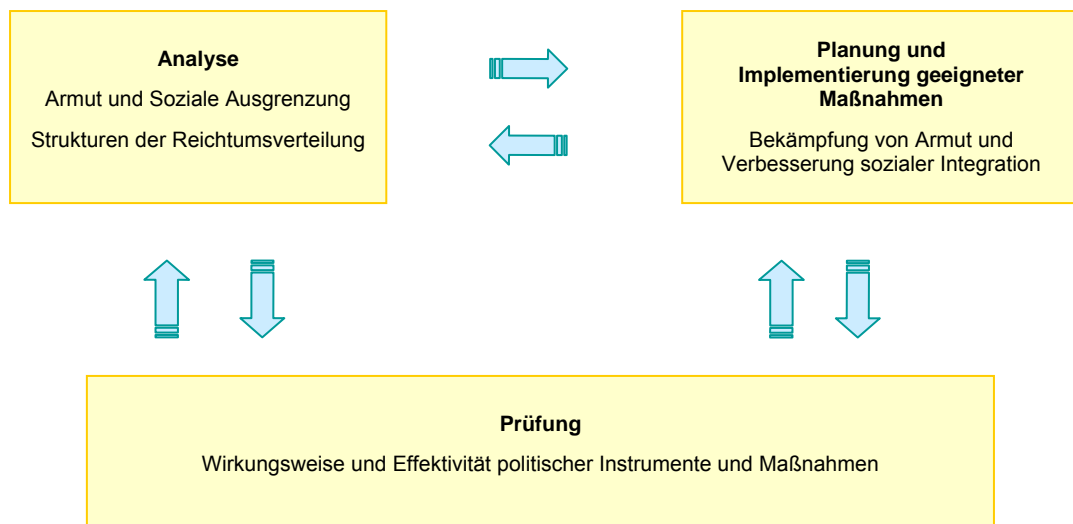 Analyse
Armut und Soziale Ausgrenzung
Strukturen der Reichtumsverteilung
Planung und
Implementierung geeigneter
Maßnahmen
Bekämpfung von Armut und
Verbesserung sozialer Integration
Prüfung
Wirkungsweise und Effektivität politischer Instrumente und Maßnahmen